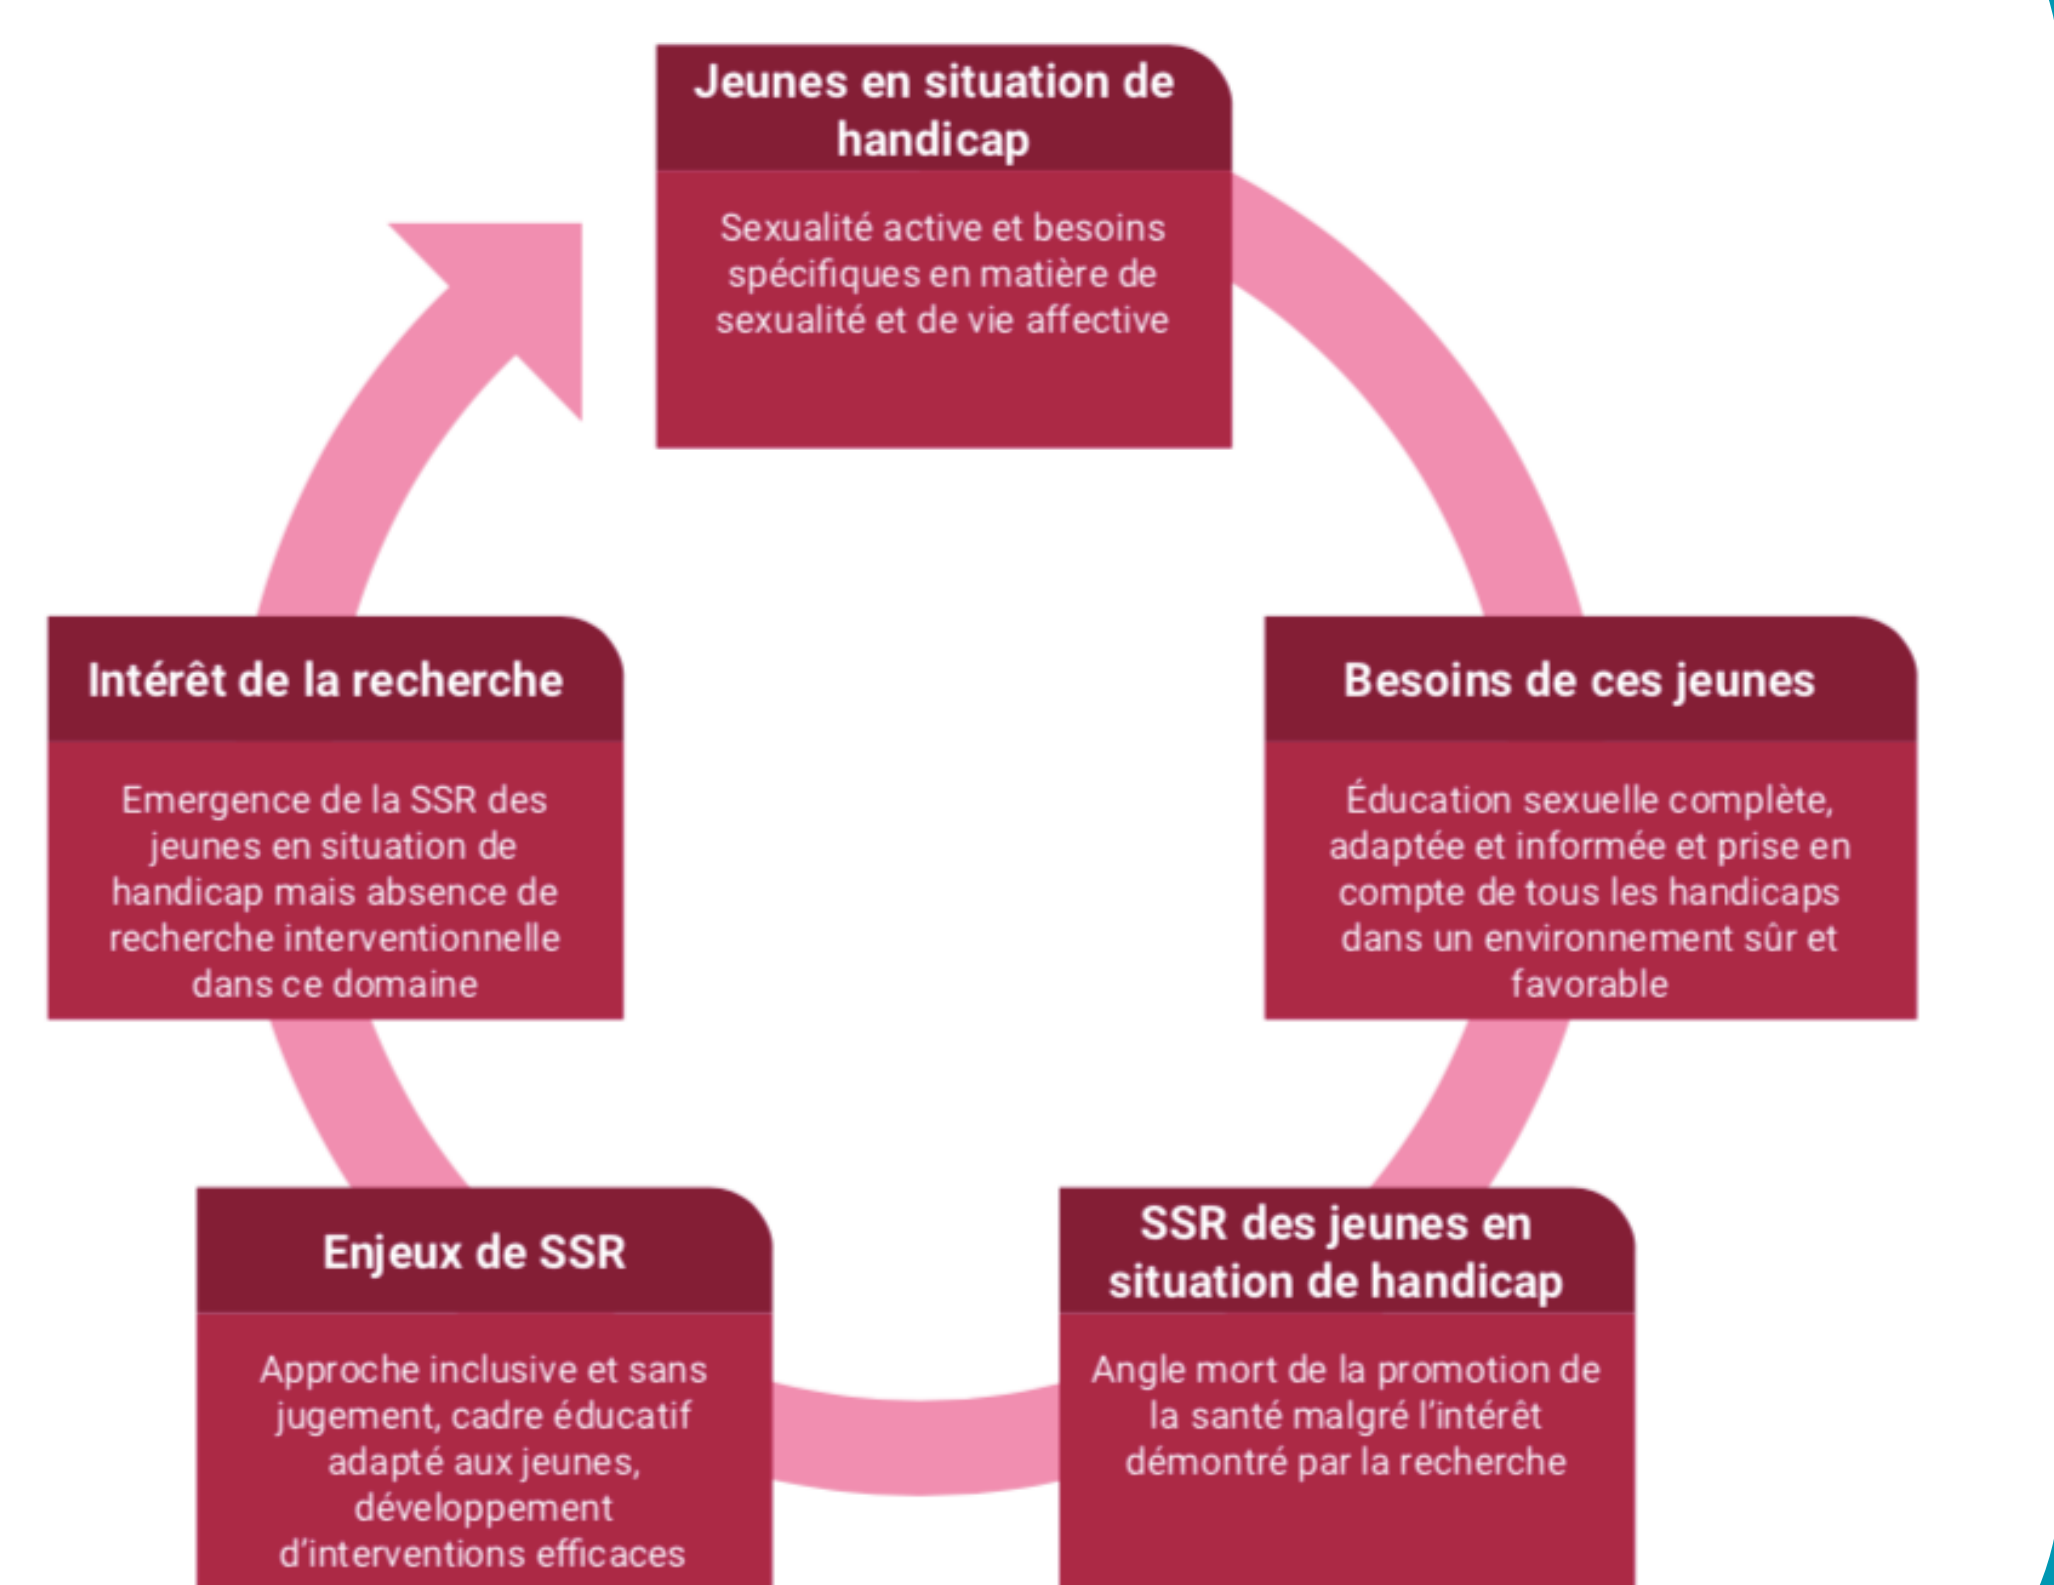 Jeunes en situation de
handicap
Sexualité active et besoins
spécifiques en matière de
sexualité et de vie affective
Besoins de ces jeunes
Éducation sexuelle complète,
adaptée et informée et prise en
compte de tous les handicaps
dans un environnement sûr et
favorable
SSR des jeunes en
situation de handicap
Angle mort de la promotion de
la santé malgré l’intérêt
démontré par la recherche
Enjeux de SSR
Approche inclusive et sans
jugement, cadre éducatif
adapté aux jeunes,
développement
d’interventions efficaces
Intérêt de la recherche
Emergence de la SSR des
jeunes en situation de
handicap mais absence de
recherche interventionnelle
dans ce domaine